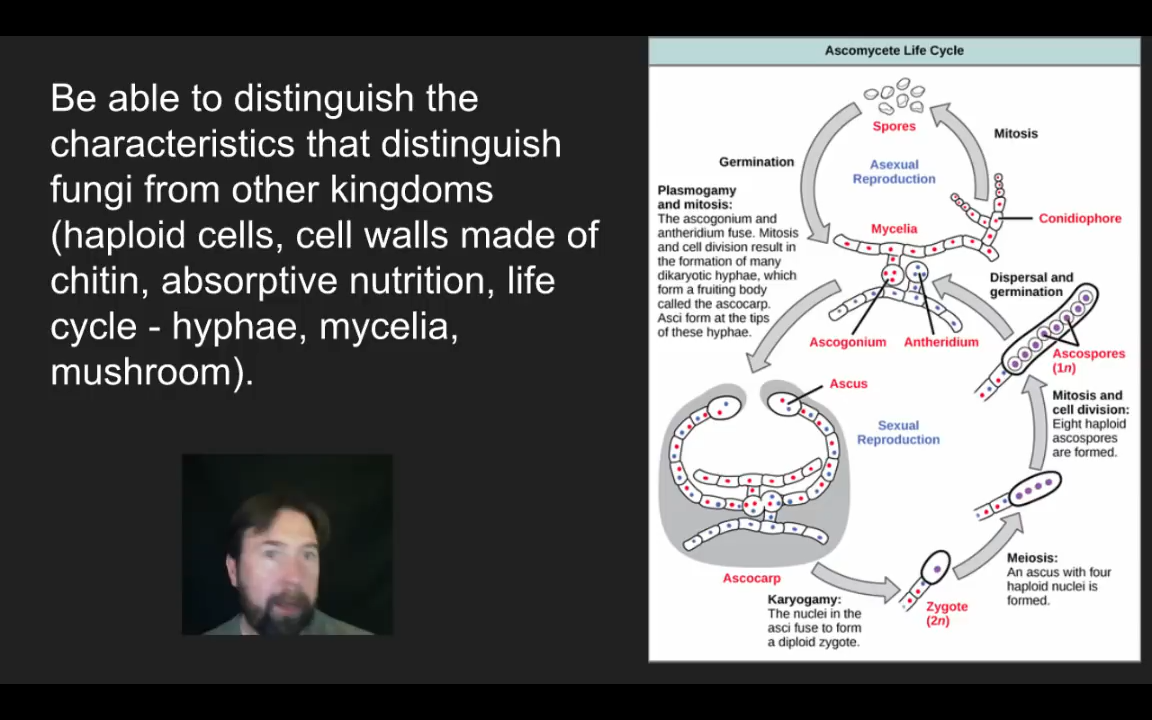 Be able to distinguish the
characteristics that distinguish
fungi from other kingdoms
(haploid cells, cell walls made of
chitin, absorptive nutrition, life
cycle - hyphae, mycelia,
mushroom).
Ascomycete Life Cycle
Spores
Mitosis
Germination
Asexual
Reproduction
Plasmogamy
and mitosis:
The ascogonium and
antheridium fuse. Mitosis
and cell division result in
the formation of many
dikaryotic hyphae, which
form a fruiting body
called the ascocarp.
Asci form at the tips
of these hyphae.
Mycelia
Conidiophore
Dispersal and
germination
Ascogonium
Antheridium
Ascospores
(1n)
Ascus
Mitosis and
cell division:
Eight haploid
ascospores
are formed.
Sexual
Reproduction
Meiosis:
An ascus with four
haploid nuclei is
formed.
Ascocarp
Karyogamy:
The nuclei in the
asci fuse to form
a diploid zygote.
Zygote
(2n)